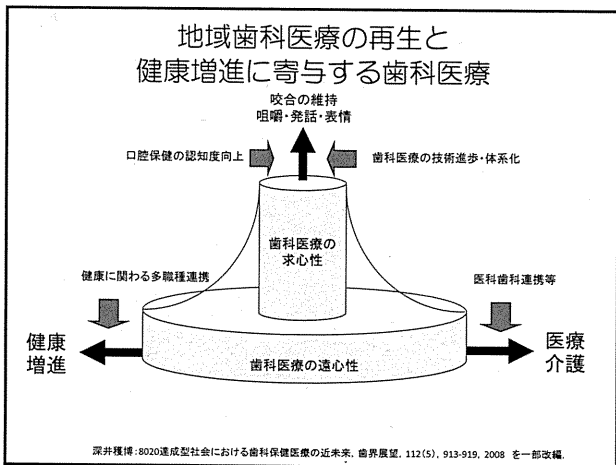 地域歯科医療の再生と
健康増進に寄与する歯科医療
咬合の維持
咀嚼・発話・表情
口腔保健の認知度向上
歯科医療の技術進歩・体系化
歯科医療の
求心性
健康に関わる多職種連携
医科歯科連携等
健康
増進
歯科医療の遠心性
医療
介護
深井穫博:8020達成型社会における歯科保健医療の近未来, 歯界展望, 112(5), 913-919, 2008 を一部改編.